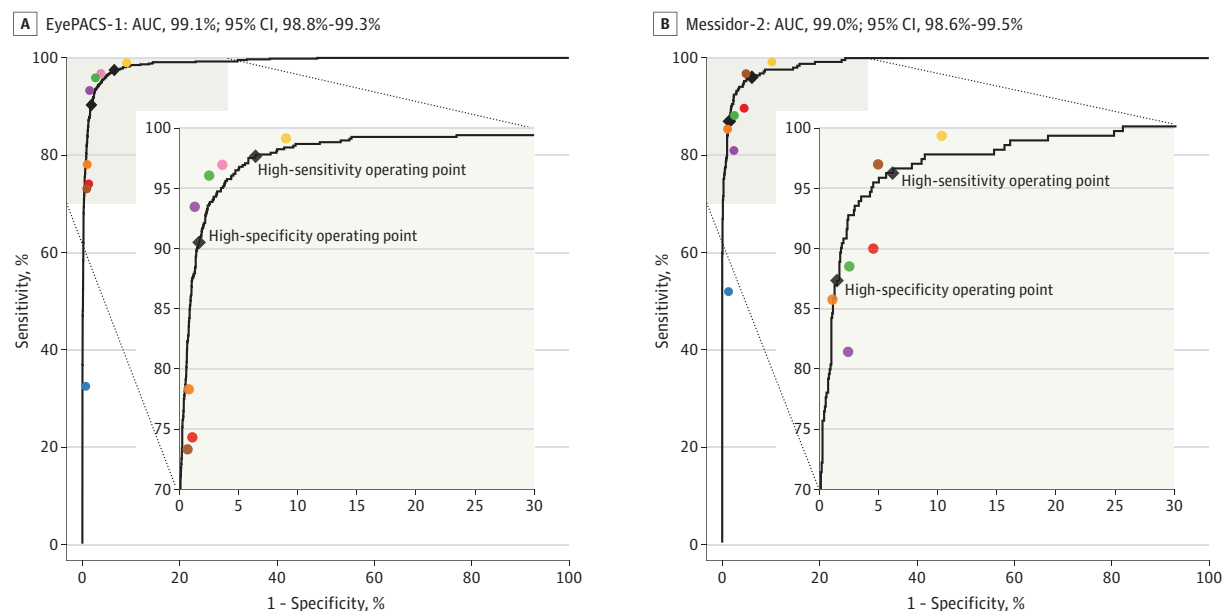 A EyePACS-1: AUC, 99.1%; 95% CI, 98.8%-99.3%
100
80
60
40
20
0
Sensitivity, %
0 20 40 60 80 100
1 - Specificity, %
100
95
90
85
80
75
70
0 5 10 15 20 25 30
High-sensitivity operating point
High-specificity operating point
B Messidor-2: AUC, 99.0%; 95% CI, 98.6%-99.5%
100
80
60
40
20
0
Sensitivity, %
0 20 40 60 80 100
1 - Specificity, %
100
95
90
85
80
75
70
0 5 10 15 20 25 30
High-sensitivity operating point
High-specificity operating point